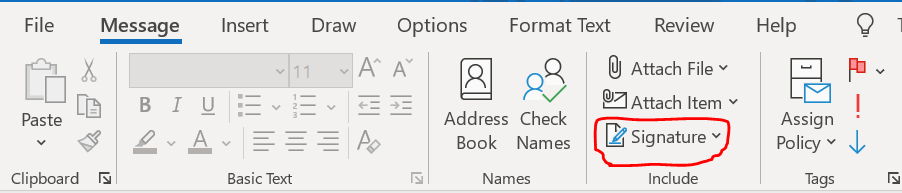 File Message Insert Draw Options Format Text Review Help
11 A A
B I U
A A
Paste
Address Book
Check Names
Attach File
Attach Item
Signature
Assign Policy
Clipboard Basic Text Names Include Tags